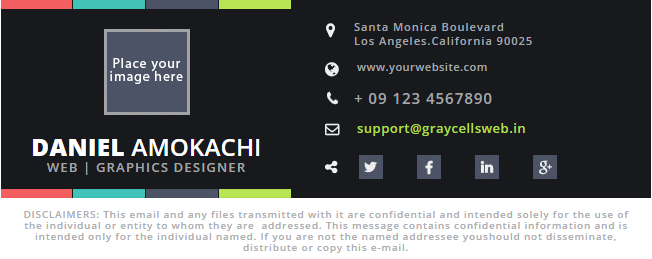 Place your
image here
DANIEL AMOKACHI
WEB | GRAPHICS DESIGNER
Santa Monica Boulevard
Los Angeles.California 90025
www.yourwebsite.com
+ 09 123 4567890
support@graycellsweb.in
f
in
g+
DISCLAIMERS: This email and any files transmitted with it are confidential and intended solely for the use of
the individual or entity to whom they are addressed. This message contains confidential information and is
intended only for the individual named. If you are not the named addressee youshould not disseminate,
distribute or copy this e-mail.